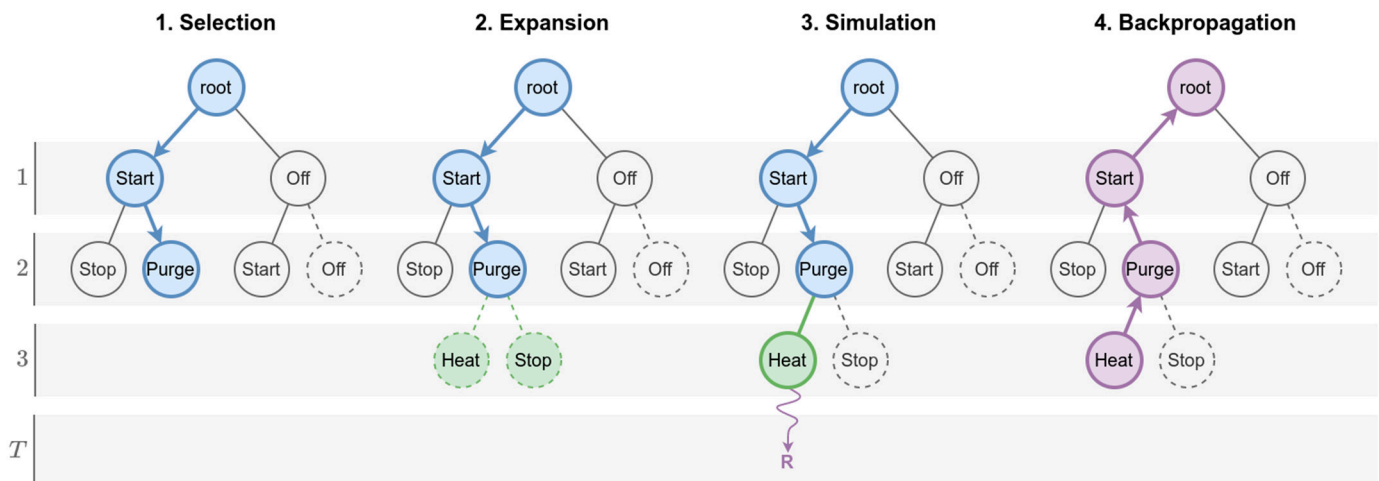 1. Selection 2. Expansion 3. Simulation 4. Backpropagation
root root root root
1 Start Off Start Off Start Off Start Off
2 Stop Purge Start Off Stop Purge Start Off Stop Purge Start Off Stop Purge Start Off
3 Heat Stop Heat Stop Heat Stop
T R